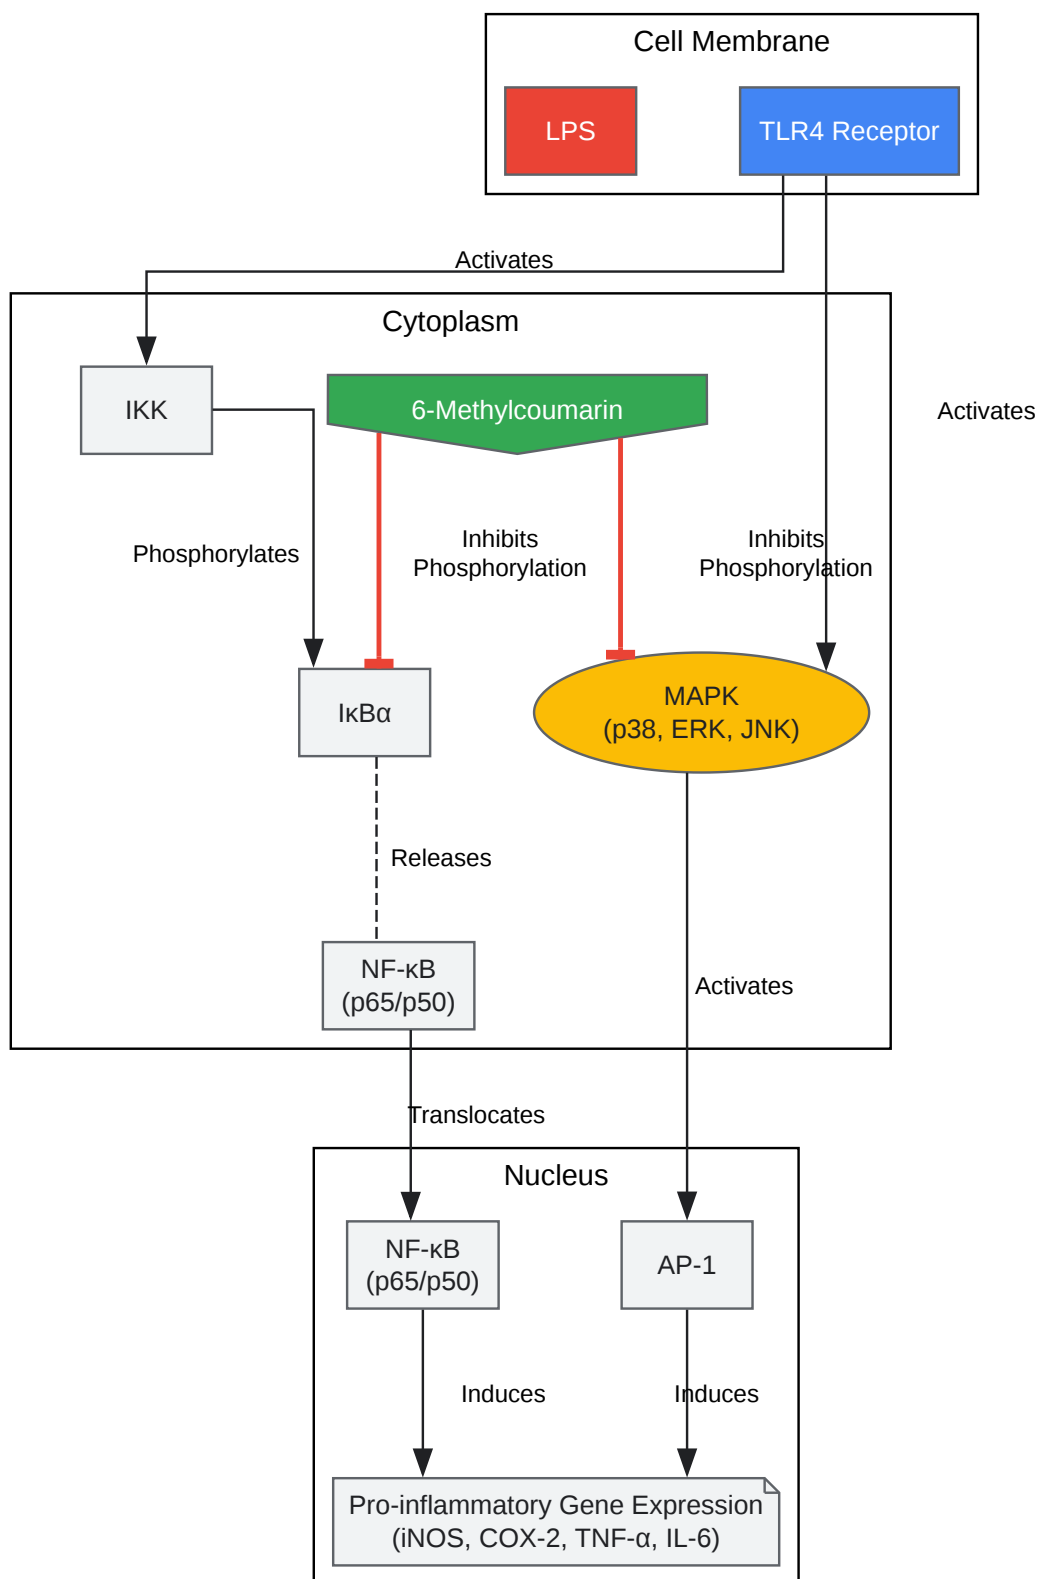 Cell Membrane
LPS
TLR4 Receptor
Activates
Cytoplasm
IKK
6-Methylcoumarin
Activates
Phosphorylates
Inhibits
Phosphorylation
Inhibits
Phosphorylation
IκBα
MAPK
(p38, ERK, JNK)
Releases
NF-κB
(p65/p50)
Activates
Translocates
Nucleus
NF-κB
(p65/p50)
AP-1
Induces
Induces
Pro-inflammatory Gene Expression
(iNOS, COX-2, TNF-α, IL-6)